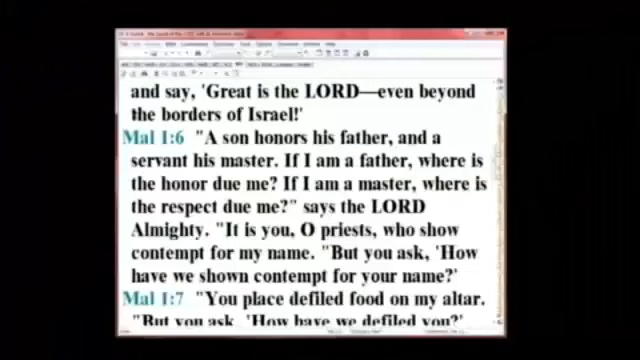 and say, 'Great is the LORD—even beyond
the borders of Israel!'
Mal 1:6 "A son honors his father, and a
servant his master. If I am a father, where is
the honor due me? If I am a master, where is
the respect due me?" says the LORD
Almighty. "It is you, O priests, who show
contempt for my name. "But you ask, 'How
have we shown contempt for your name?'
Mal 1:7 "You place defiled food on my altar.
"But you ask, 'How have we defiled you?'